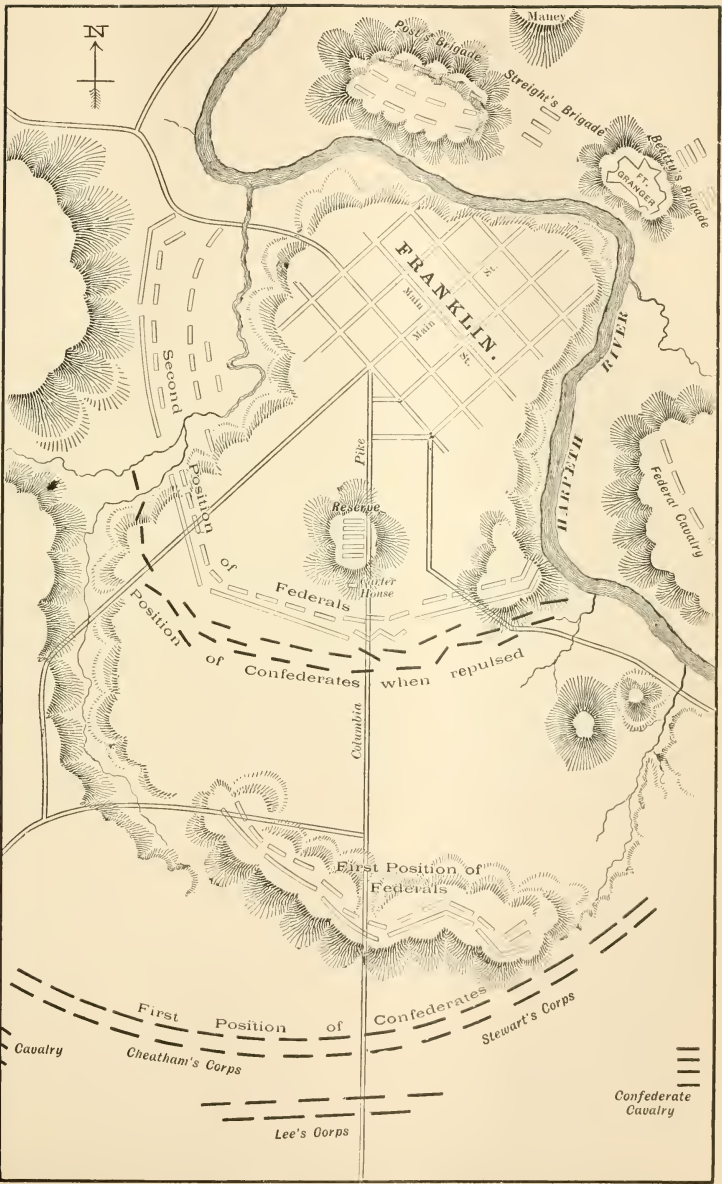 N
Maney
Post's Brigade
Streight's Brigade
Beatty's Brigade
FT.
GRANGER
FRANKLIN.
St.
Main
Main
St.
HARPETH RIVER
Second Position of Federals
Pike
Reserve
Carter
House
Federal Cavalry
Position of Confederates when repulsed
Columbia
First Position of
Federals
First Position of Confederates
Stewart's Corps
Cavalry
Cheatham's Corps
Confederate
Cavalry
Lee's Corps